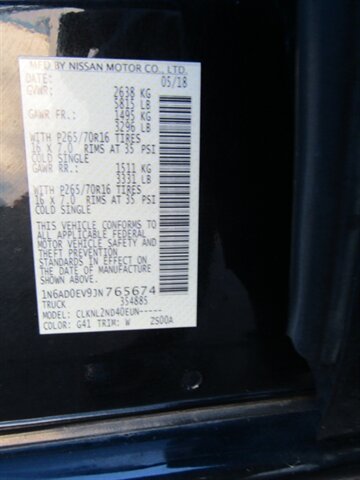 MFD BY NISSAN MOTOR CO., LTD.
DATE: 05/18
GVWR: 2638 KG
5815 LB
GAWR FR.: 1495 KG
3296 LB
WITH P265/70R16 TIRES
16 X 7.0 RIMS AT 35 PSI
COLD SINGLE
GAWR RR.: 1511 KG
3331 LB
WITH P265/70R16 TIRES
16 X 7.0 RIMS AT 35 PSI
COLD SINGLE
THIS VEHICLE CONFORMS TO
ALL APPLICABLE FEDERAL
MOTOR VEHICLE SAFETY AND
THEFT PREVENTION
STANDARDS IN EFFECT ON
THE DATE OF MANUFACTURE
SHOWN ABOVE
1N6AD0EV9JN765674
TRUCK 354885
MODEL: CLKNL2ND40EUN-----
COLOR: G41 TRIM: W ZS00A